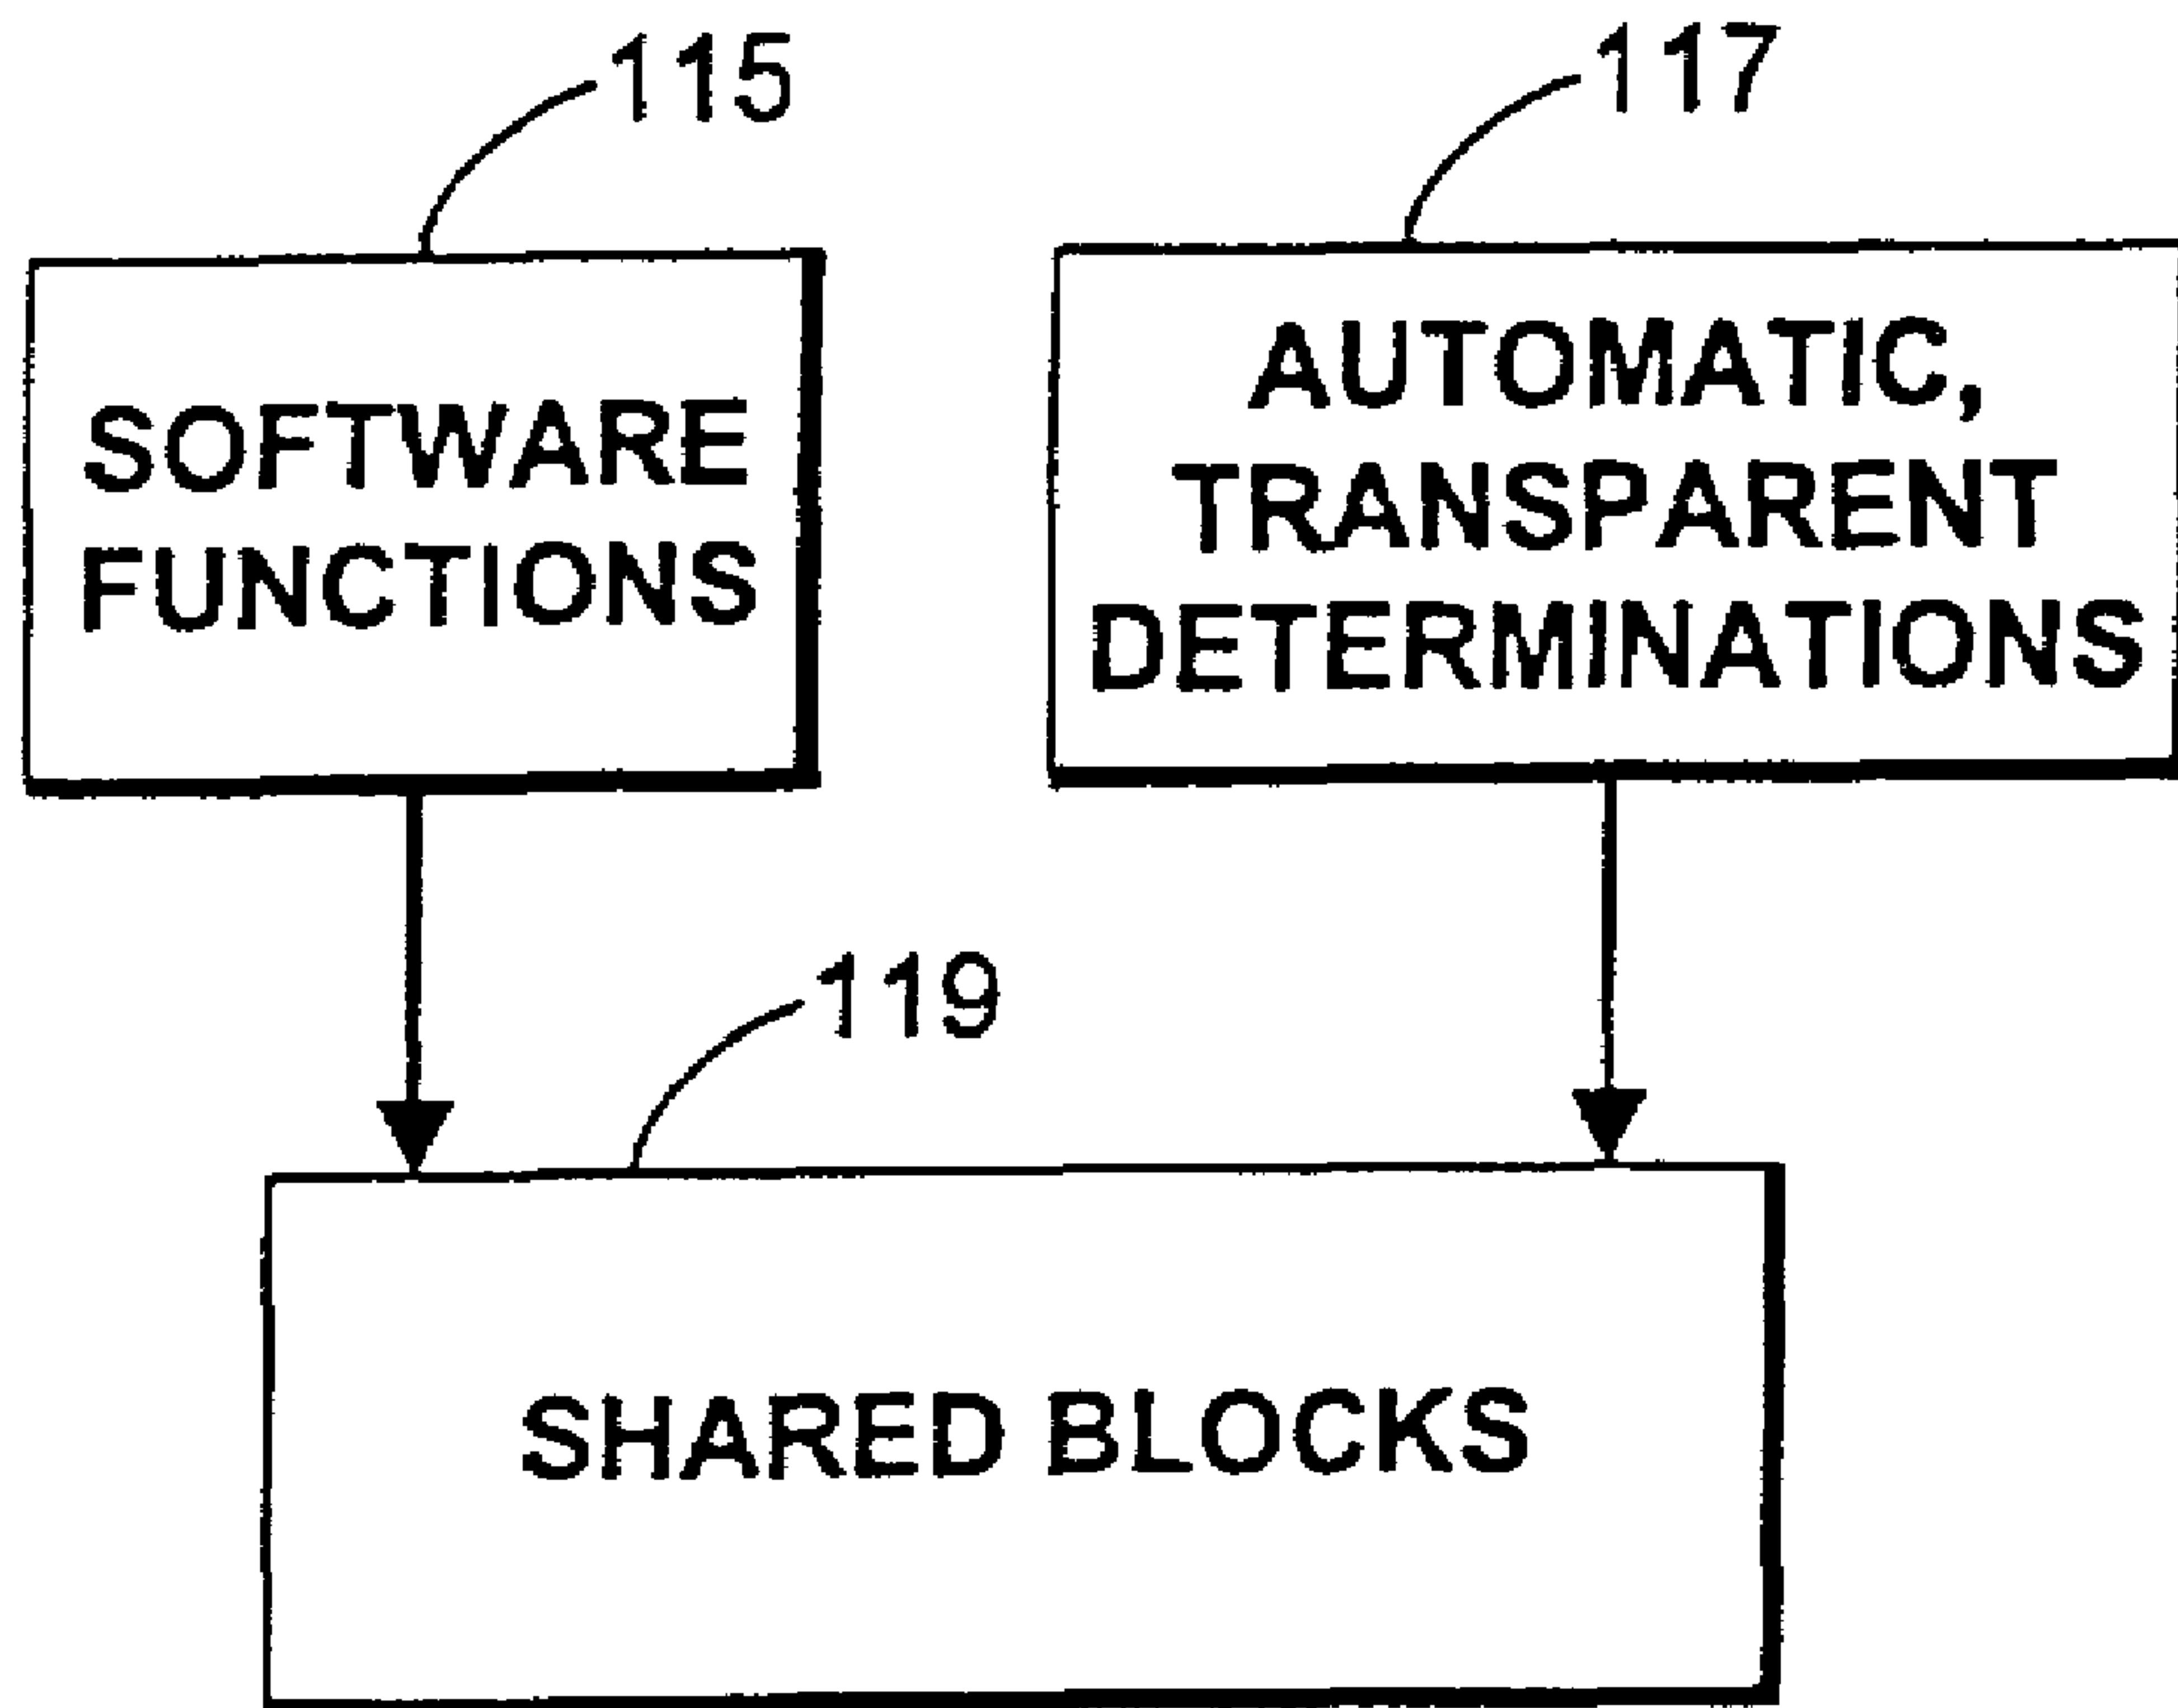 115
117
SOFTWARE
FUNCTIONS
AUTOMATIC,
TRANSPARENT
DETERMINATIONS
119
SHARED BLOCKS